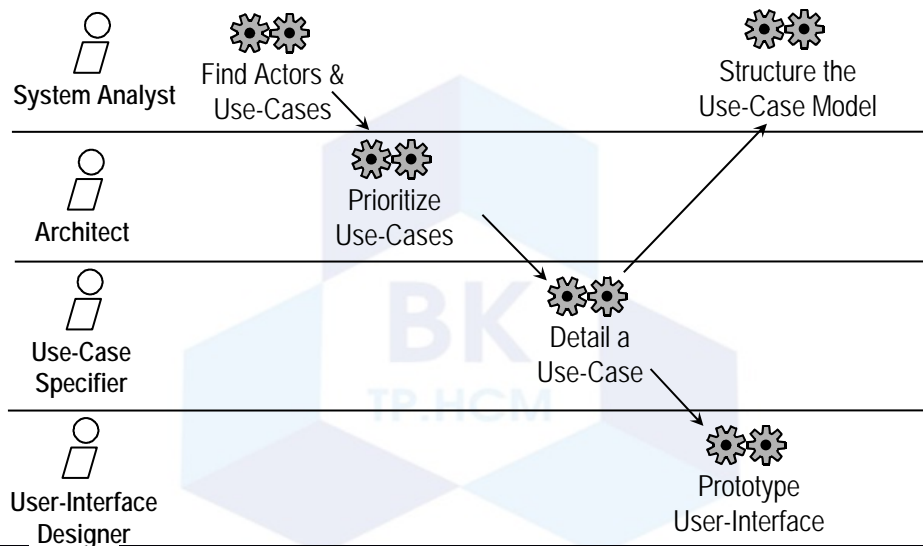 System Analyst
Find Actors &
Use-Cases
Structure the
Use-Case Model
Architect
Prioritize
Use-Cases
Use-Case
Specifier
Detail a
Use-Case
BK
TP.HCM
User-Interface
Designer
Prototype
User-Interface